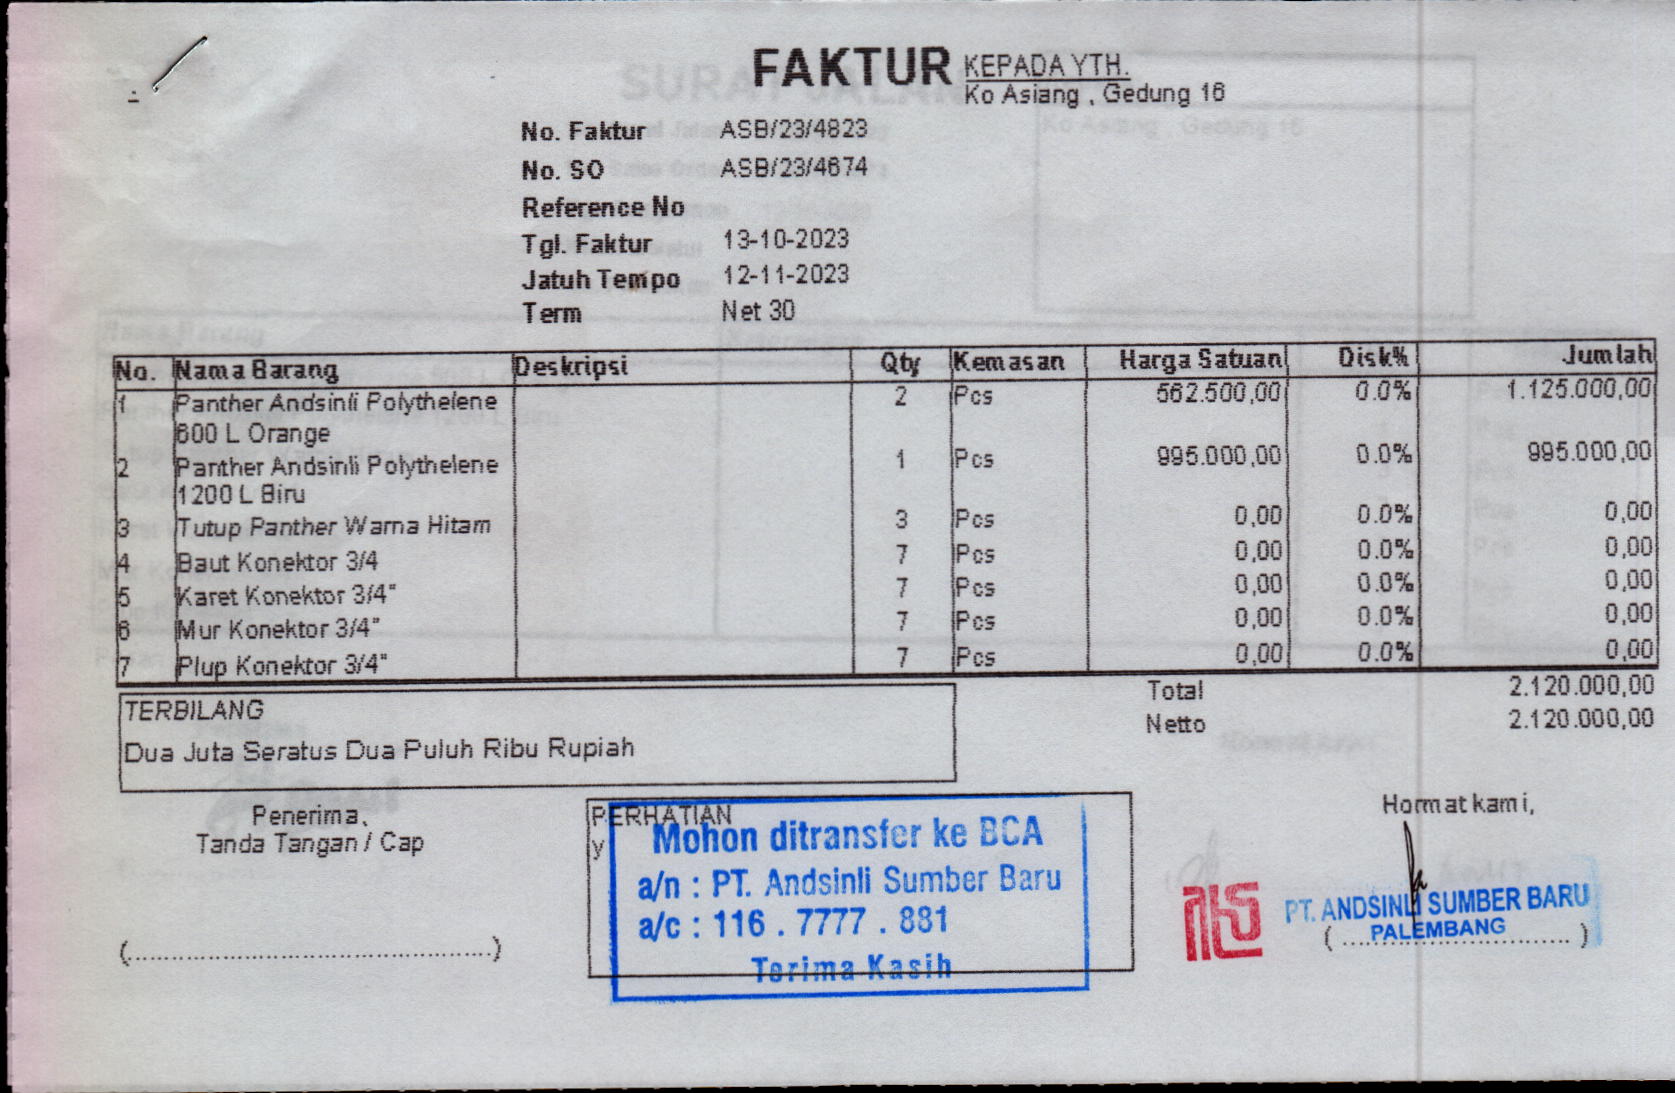 FAKTUR
KEPADA YTH.
Ko Asiang , Gedung 16
No. Faktur ASB/23/4823
No. SO ASB/23/4674
Reference No
Tgl. Faktur 13-10-2023
Jatuh Tempo 12-11-2023
Term Net 30
No. Nama Barang Deskripsi Qty Kemasan Harga Satuan Disk% Jumlah
1 Panther Andsinli Polythelene 2 Pcs 562.500,00 0.0% 1.125.000,00
600 L Orange
2 Panther Andsinli Polythelene 1 Pcs 995.000,00 0.0% 995.000,00
1200 L Biru
3 Tutup Panther Warna Hitam 3 Pcs 0,00 0.0% 0,00
4 Baut Konektor 3/4 7 Pcs 0,00 0.0% 0,00
5 Karet Konektor 3/4" 7 Pcs 0,00 0.0% 0,00
6 Mur Konektor 3/4" 7 Pcs 0,00 0.0% 0,00
7 Plup Konektor 3/4" 7 Pcs 0,00 0.0% 0,00
Total 2.120.000,00
Netto 2.120.000,00
TERBILANG
Dua Juta Seratus Dua Puluh Ribu Rupiah
Penerima,
Tanda Tangan / Cap
(................................................)
PERHATIAN
y
Mohon ditransfer ke BCA
a/n : PT. Andsinli Sumber Baru
a/c : 116 . 7777 . 881
Terima Kasih
Hormat kami,
PT. ANDSINLI SUMBER BARU
PALEMBANG
(..............................)